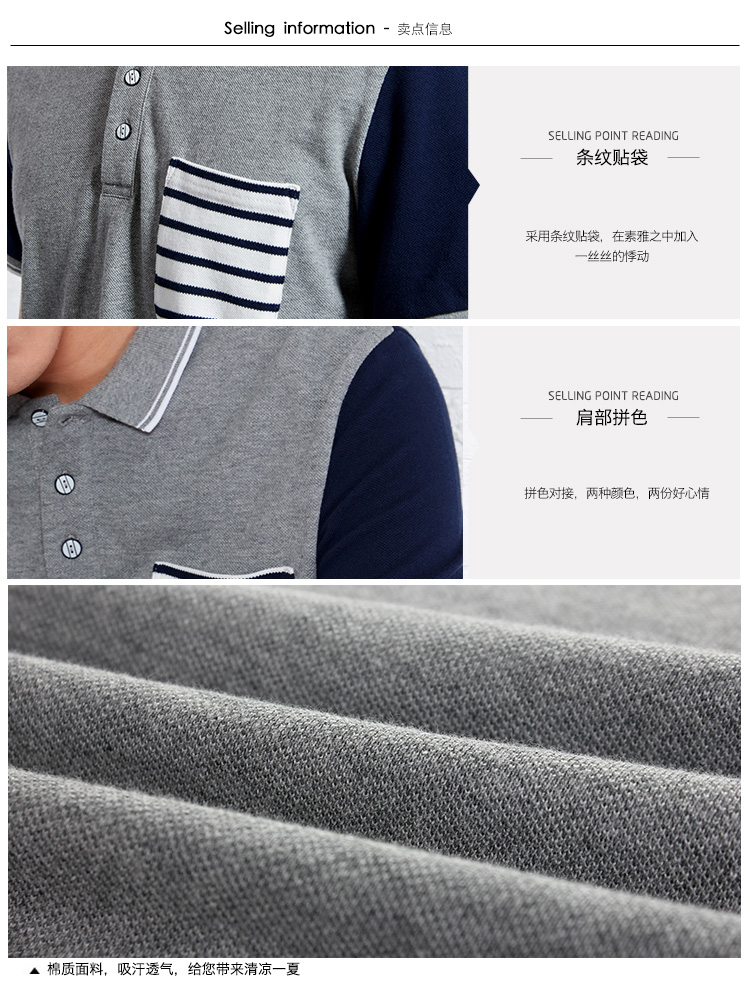 Selling information - 卖点信息
SELLING POINT READING
条纹贴袋
采用条纹贴袋，在素雅之中加入
一丝丝的悸动
SELLING POINT READING
肩部拼色
拼色对接，两种颜色，两份好心情
▲ 棉质面料，吸汗透气，给您带来清凉一夏